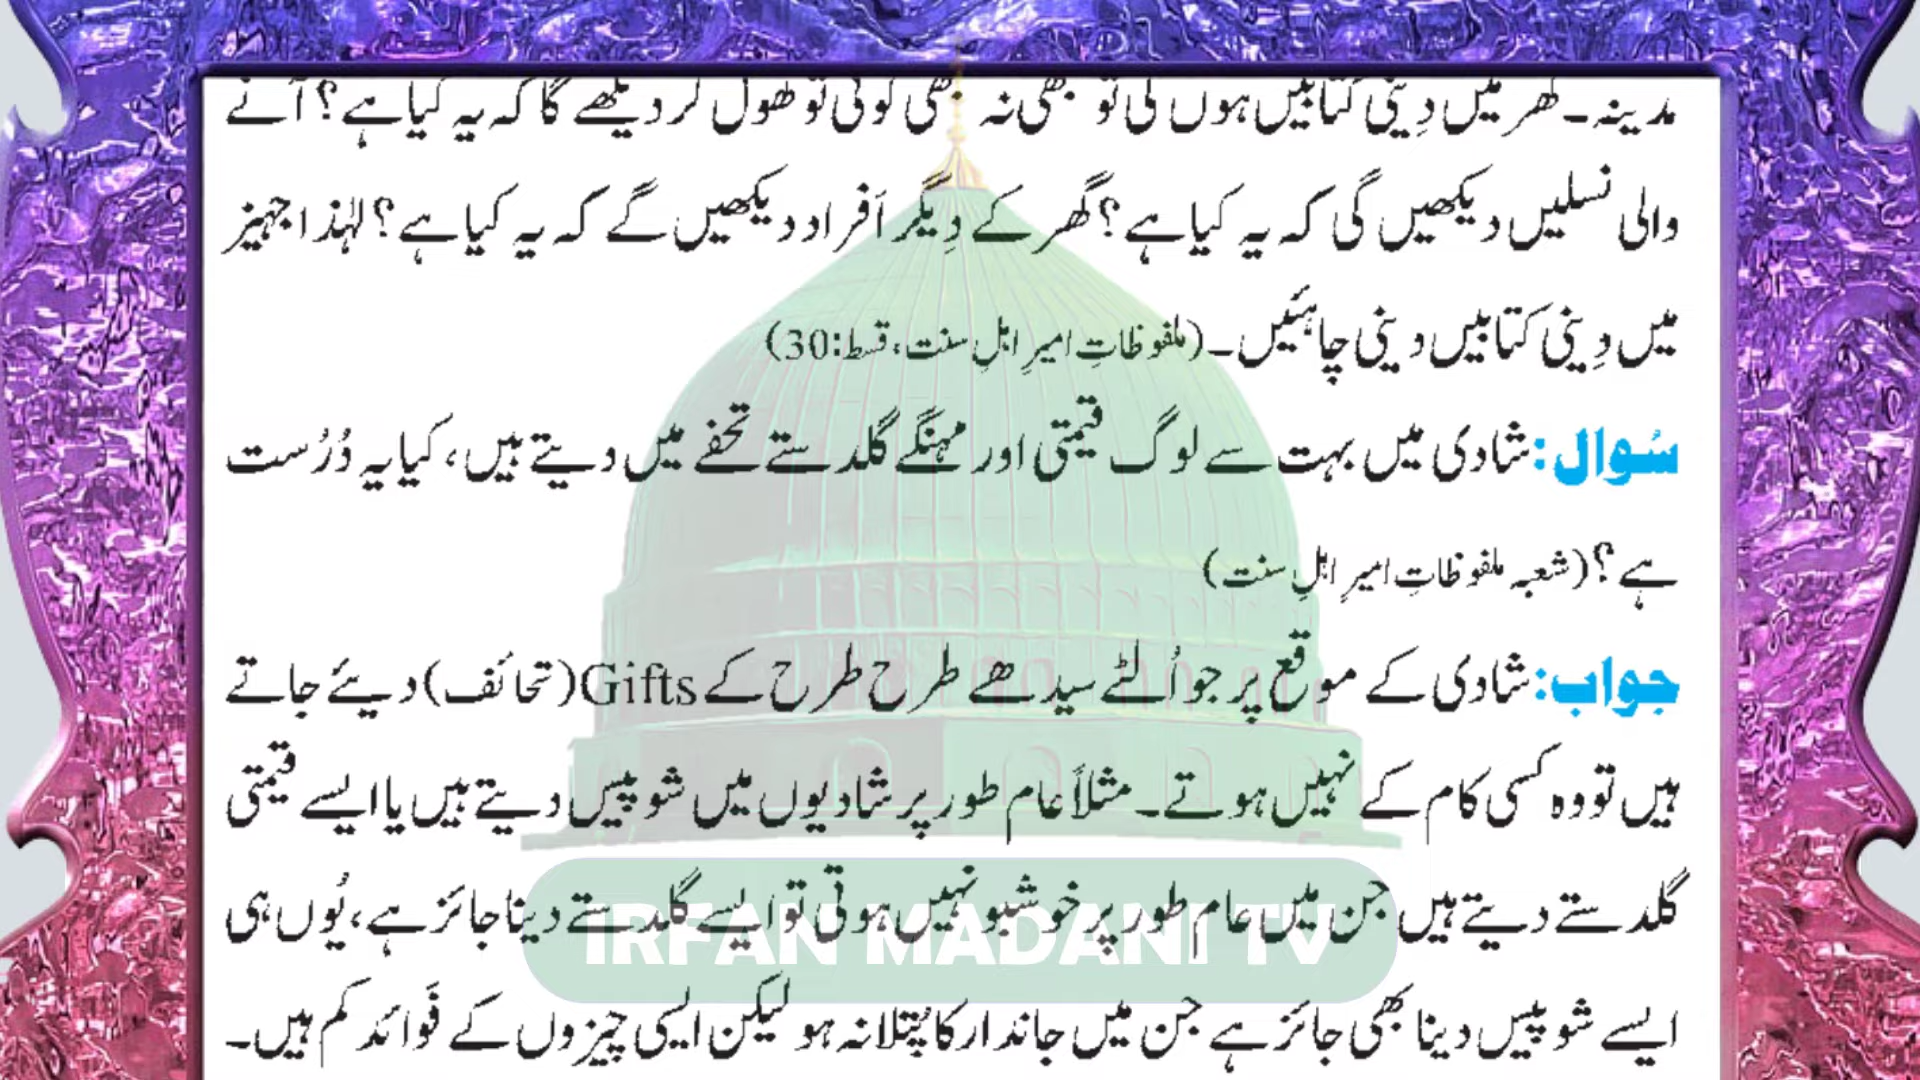 مدینہ۔ گھر میں دِینی کتابیں ہوں گی تو کبھی نہ کبھی کوئی تو کھول کر دیکھے گا کہ یہ کیا ہے؟ آنے
والی نسلیں دیکھیں گی کہ یہ کیا ہے؟ گھر کے دِیگر اَفراد دیکھیں گے کہ یہ کیا ہے؟ لہٰذا جہیز
میں دِینی کتابیں دینی چاہئیں۔ (ملفوظاتِ امیرِ اہلِ سنت، قسط:30)
سُوال: شادی میں بہت سے لوگ قیمتی اور مہنگے گلدستے تحفے میں دیتے ہیں، کیا یہ دُرُست
ہے؟ (شعبہ ملفوظاتِ امیرِ اہلِ سنت)
جواب: شادی کے موقع پر جو اُلٹے سیدھے طرح طرح کے Gifts (تحائف) دیئے جاتے
ہیں تو وہ کسی کام کے نہیں ہوتے۔ مثلاً عام طور پر شادیوں میں شوپیس دیتے ہیں یا ایسے قیمتی
گلدستے دیتے ہیں جن میں عام طور پر خوشبو نہیں ہوتی تو ایسے گلدستے دینا جائز ہے، یُوں ہی
IRFAN MADANI TV
ایسے شوپیس دینا بھی جائز ہے جن میں جاندار کا پتلا نہ ہو لیکن ایسی چیزوں کے فَوائد کم ہیں۔